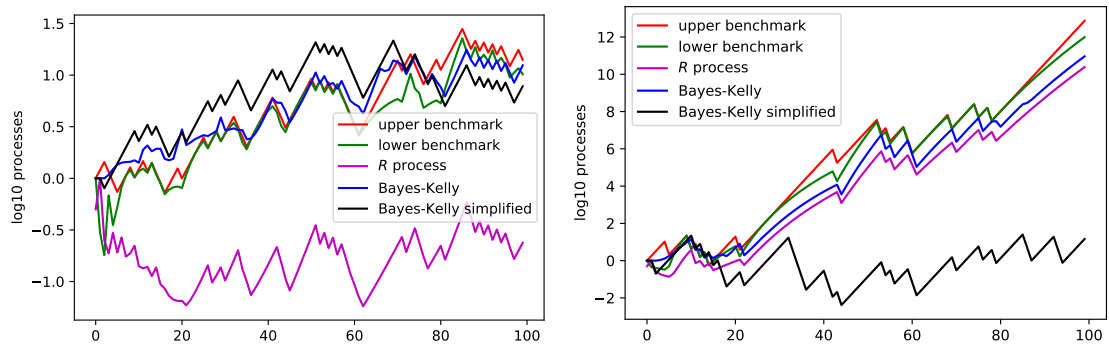 1.5
1.0
0.5
0.0
−0.5
−1.0
log10 processes
0
20
40
60
80
100
upper benchmark
lower benchmark
R process
Bayes-Kelly
Bayes-Kelly simplified
12
10
8
6
4
2
0
−2
log10 processes
0
20
40
60
80
100
upper benchmark
lower benchmark
R process
Bayes-Kelly
Bayes-Kelly simplified